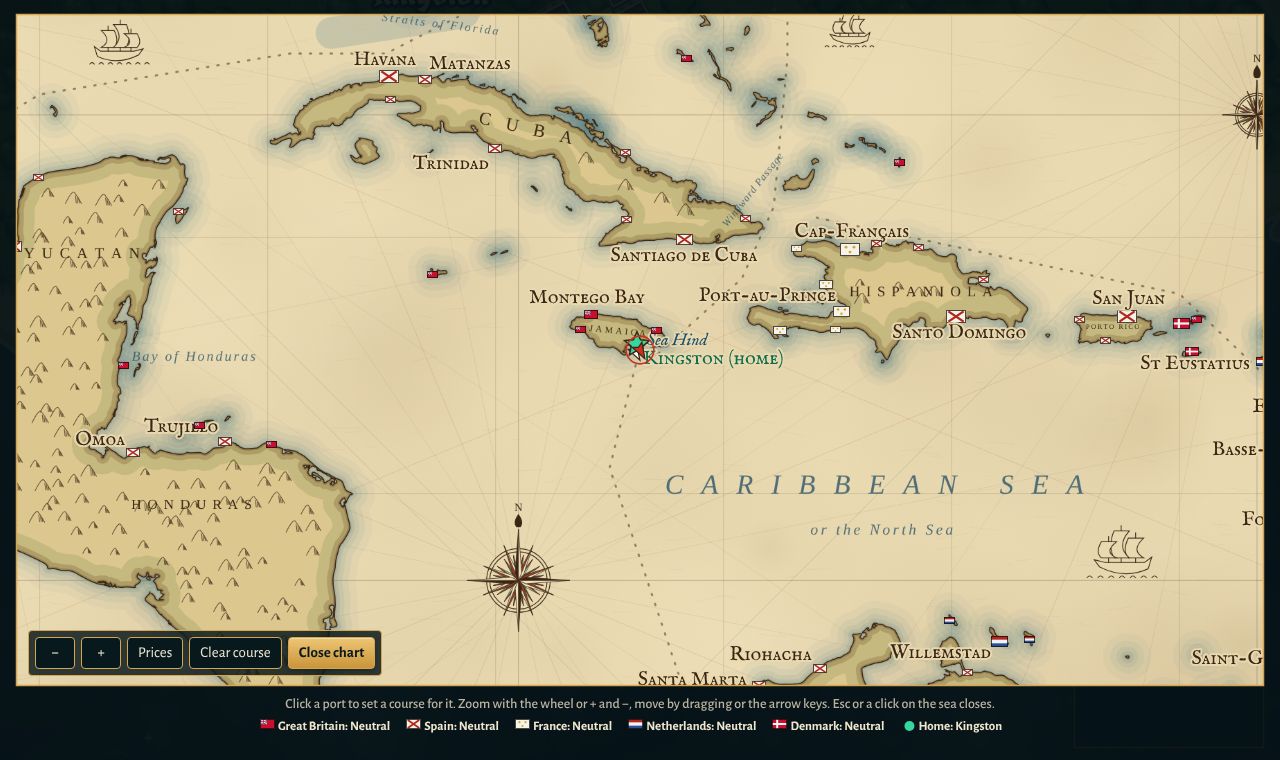 Straits of Florida
Havana
Matanzas
N
CUBA
Trinidad
Windward Passage
Cap-Français
YUCATAN
Santiago de Cuba
Montego Bay
Port-au-Prince
HISPANIOLA
San Juan
JAMAICA
PORTO RICO
Sea Hind
Santo Domingo
Bay of Honduras
Kingston (home)
St Eustatius
Trujillo
Omoa
Basse-
CARIBBEAN SEA
HONDURAS
N
or the North Sea
Riohacha
Willemstad
Saint-G
Santa Marta
−
+
Prices
Clear course
Close chart
Click a port to set a course for it. Zoom with the wheel or + and −, move by dragging or the arrow keys. Esc or a click on the sea closes.
Great Britain: Neutral Spain: Neutral France: Neutral Netherlands: Neutral Denmark: Neutral Home: Kingston